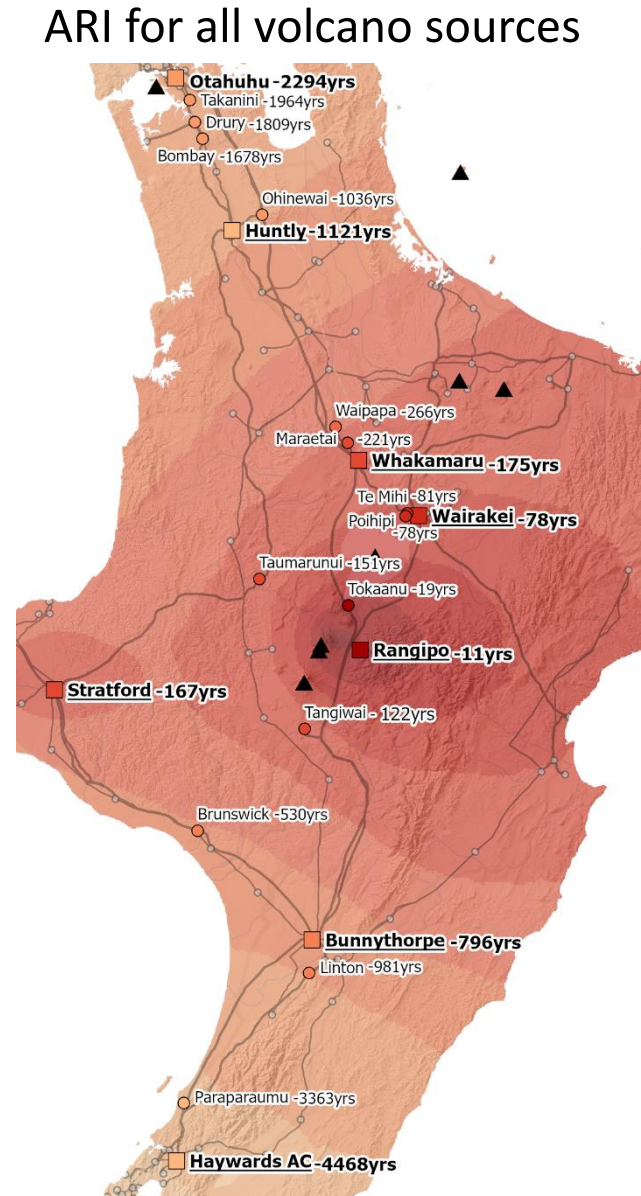 ARI for all volcano sources
Otahuhu -2294yrs
Takanini -1964yrs
Drury -1809yrs
Bombay -1678yrs
Ohinewai -1036yrs
Huntly -1121yrs
Waipapa -266yrs
Maraetai -221yrs
Whakamaru -175yrs
Te Mihi -81yrs
Poihipi
Wairakei -78yrs
-78yrs
Taumarunui -151yrs
Tokaanu -19yrs
Rangipo -11yrs
Stratford -167yrs
Tangiwai - 122yrs
Brunswick -530yrs
Bunnythorpe -796yrs
Linton -981yrs
Paraparaumu -3363yrs
Haywards AC -4468yrs